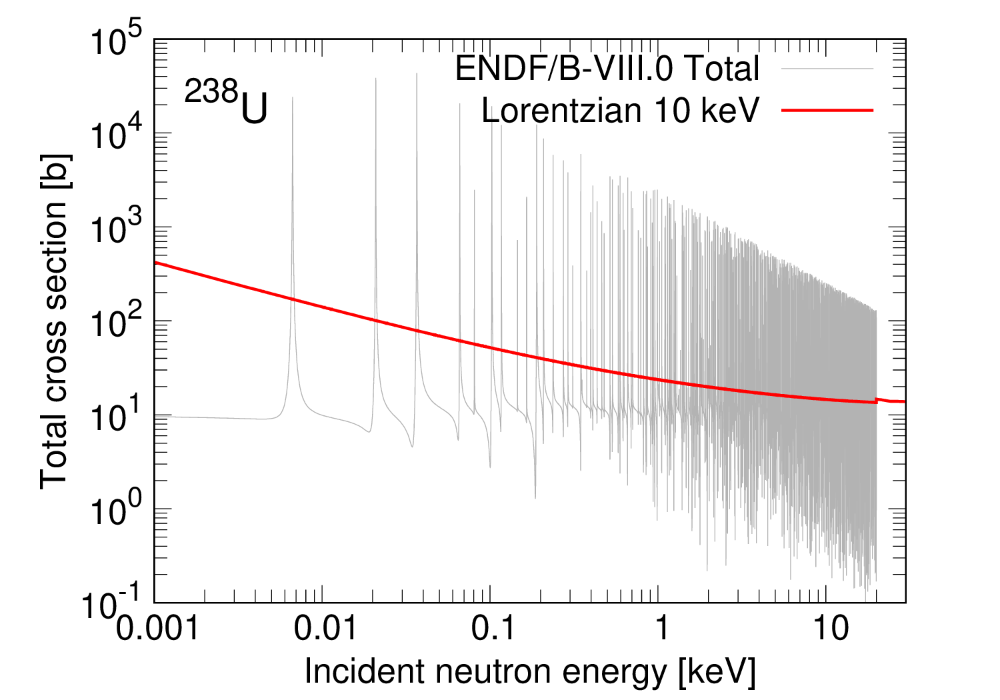 10^5
10^4
10^3
10^2
10^1
10^0
10^-1
Total cross section [b]
^238U
ENDF/B-VIII.0 Total
Lorentzian 10 keV
0.001 0.01 0.1 1 10
Incident neutron energy [keV]